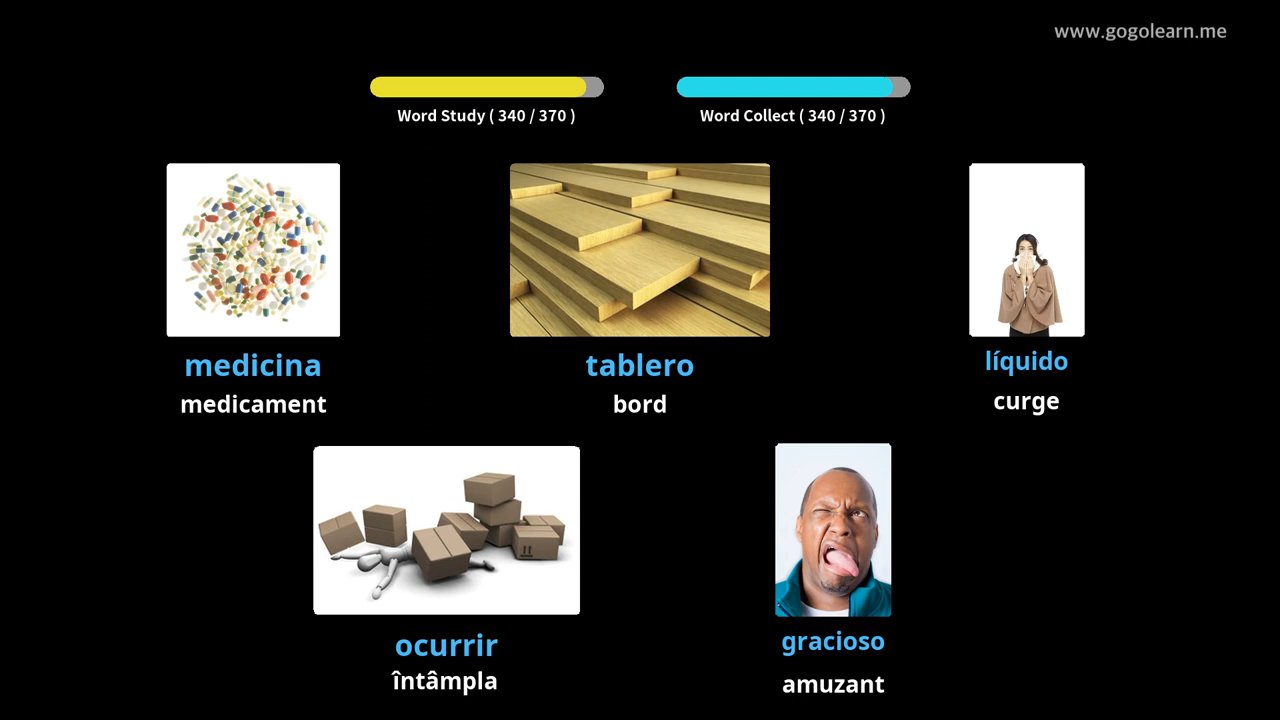 www.gogolearn.me
Word Study ( 340 / 370 )
Word Collect ( 340 / 370 )
medicina
medicament
tablero
bord
líquido
curge
ocurrir
întâmpla
gracioso
amuzant